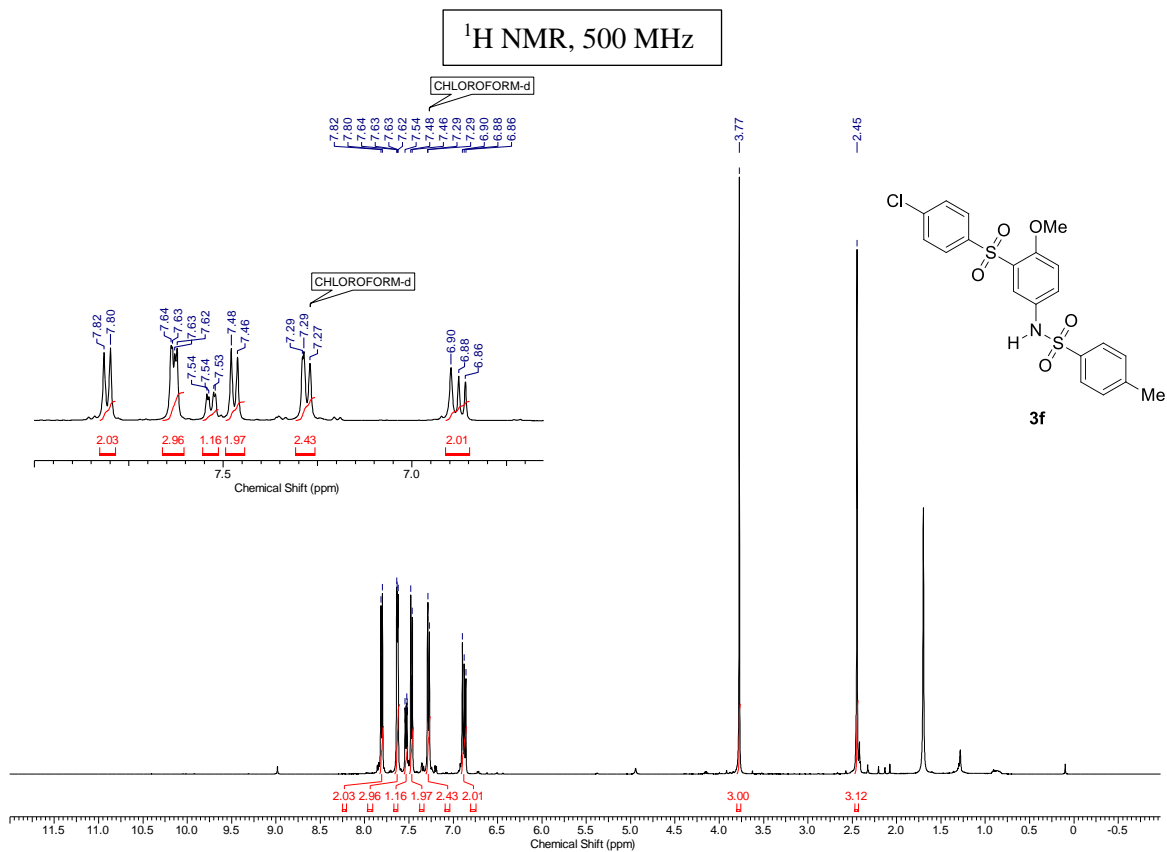 1H NMR, 500 MHz
CHLOROFORM-d
7.82 7.80 7.64 7.63 7.63 7.62 7.54 7.48 7.46 7.29 7.29 6.90 6.88 6.86
3.77
2.45
Cl
O
O
S
OMe
H
N
S
O
O
Me
3f
CHLOROFORM-d
7.82 7.80 7.64 7.63 7.63 7.62 7.54 7.54 7.53 7.48 7.46 7.29 7.29 7.27 6.90 6.88 6.86
2.03 2.96 1.16 1.97 2.43 2.01
7.5 7.0
Chemical Shift (ppm)
2.03 2.96 1.16 1.97 2.43 2.01 3.00 3.12
11.5 11.0 10.5 10.0 9.5 9.0 8.5 8.0 7.5 7.0 6.5 6.0 5.5 5.0 4.5 4.0 3.5 3.0 2.5 2.0 1.5 1.0 0.5 0 -0.5
Chemical Shift (ppm)